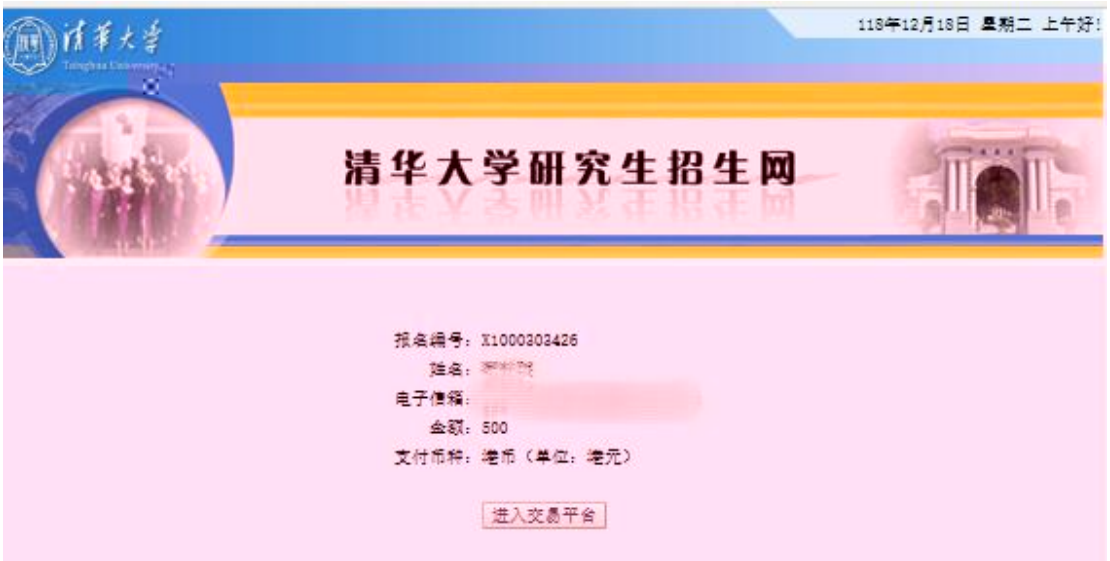 清华大学
Tsinghua University
118年12月18日 星期二 上午好!
清华大学研究生招生网
报名编号: X1000303426
姓名:
电子信箱:
金额: 500
支付币种: 港币（单位: 港元）
进入交易平台